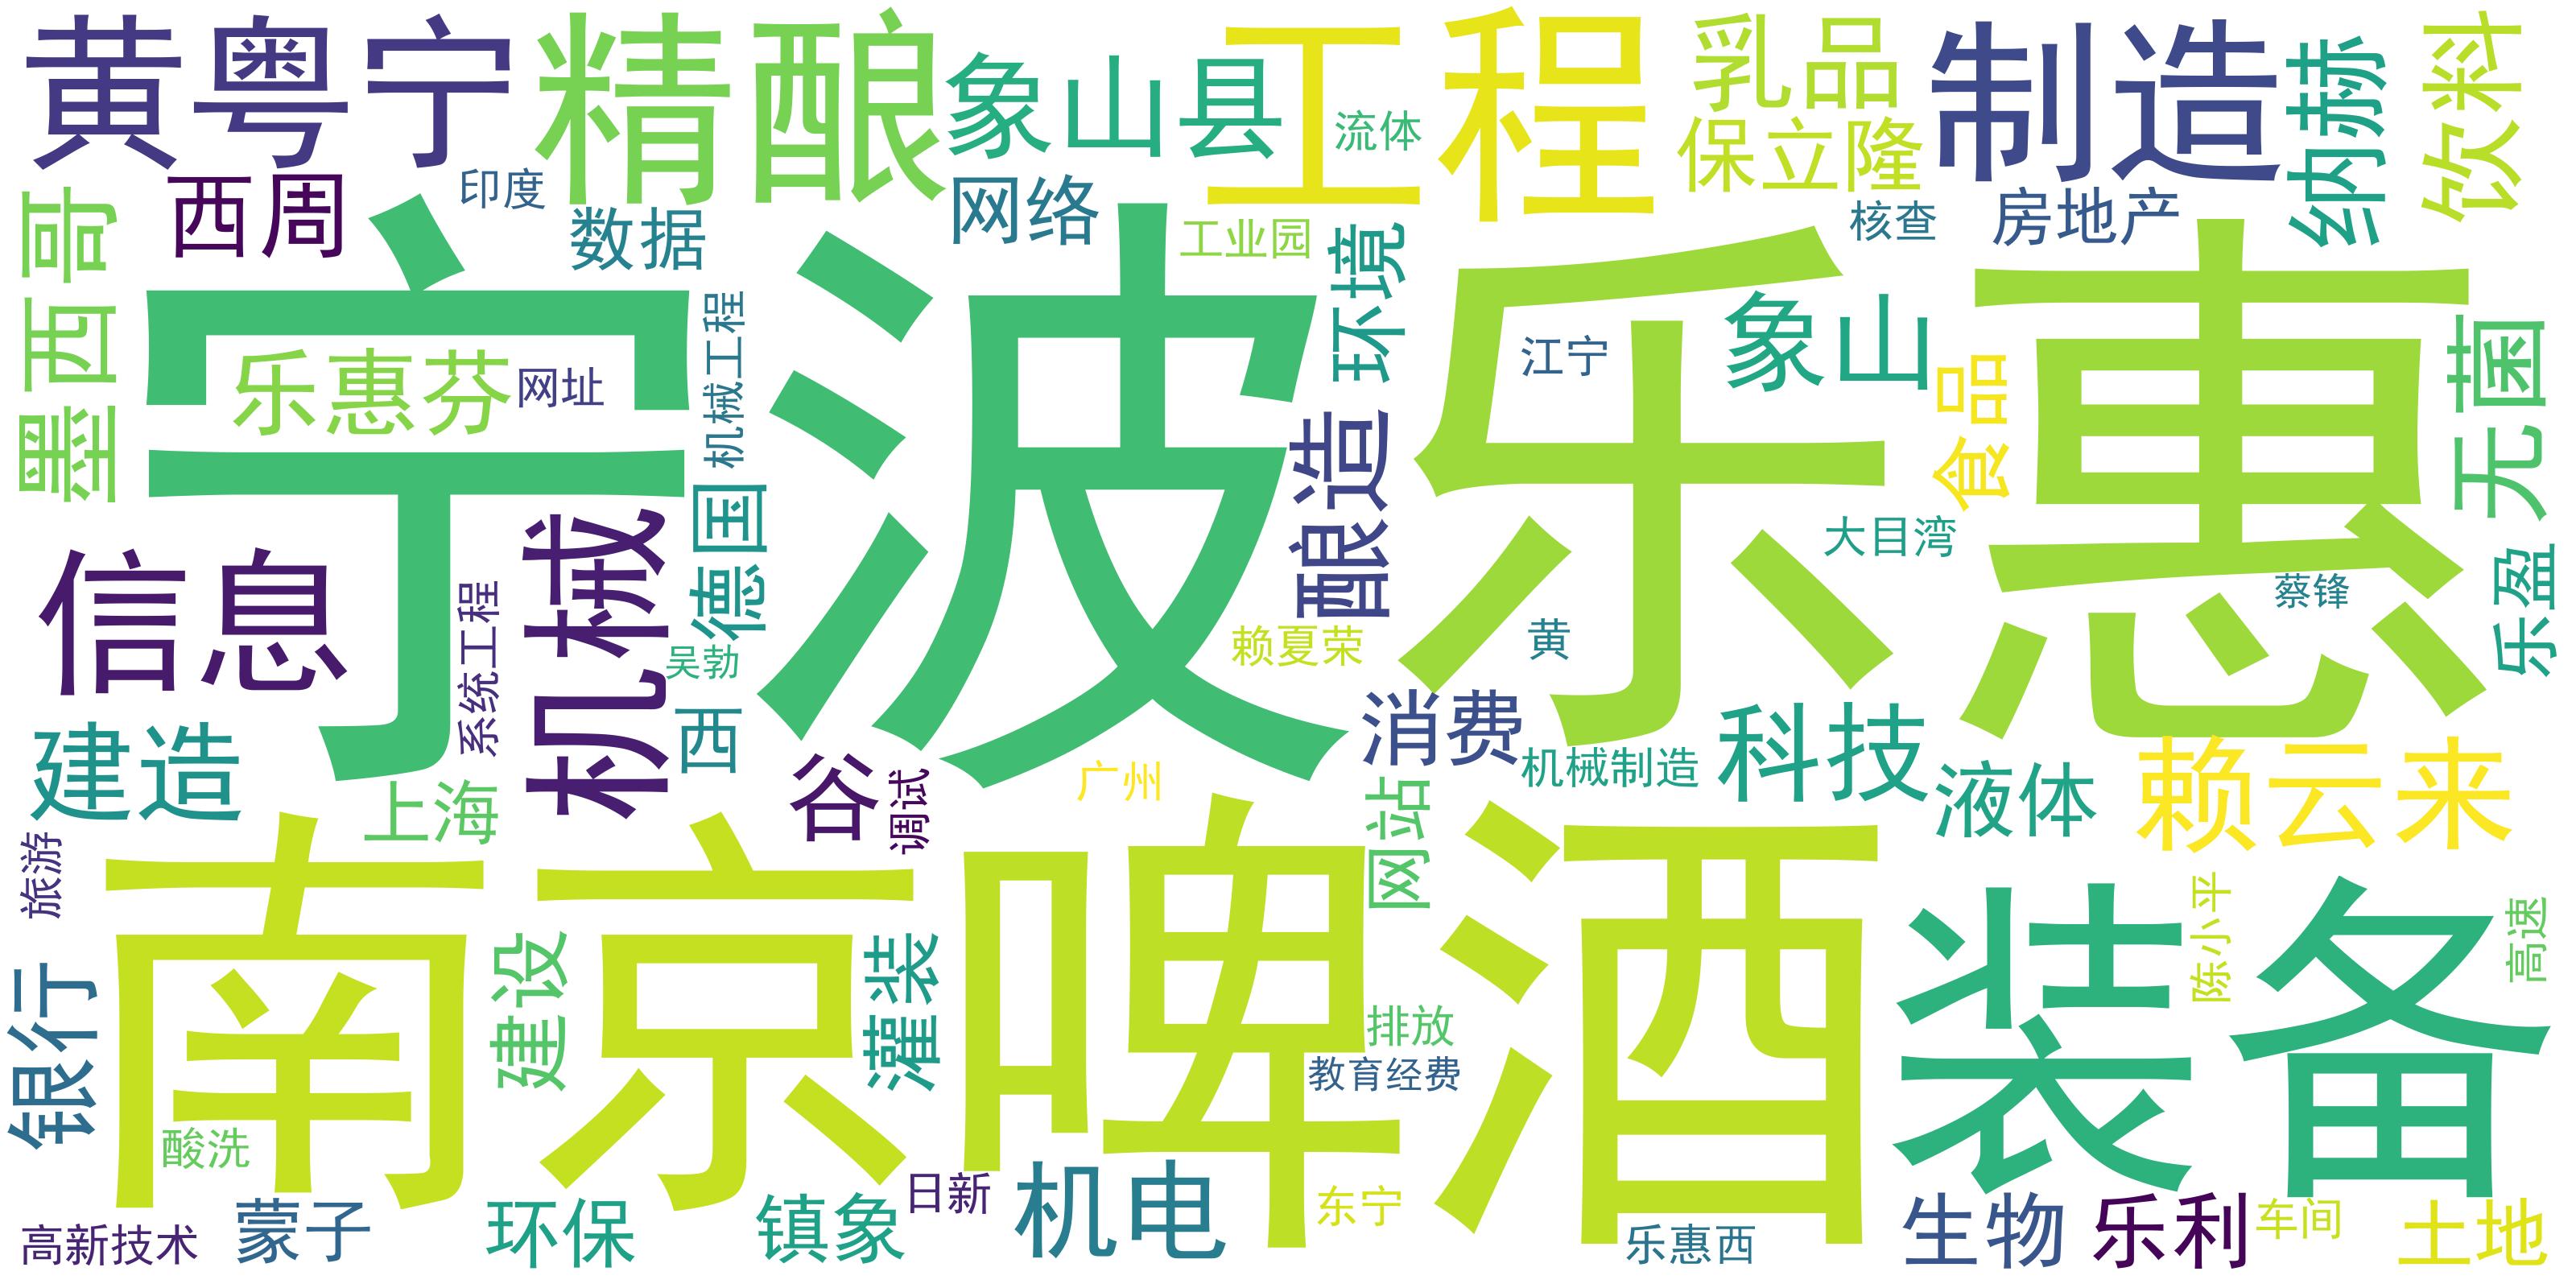 黄粤宁
精酿
工程
乳品
制造
纳赫
饮料
象山县
流体
保立隆
西周
印度
数据
网络
工业园
环境
核查
房地产
墨西哥
宁波
乐惠
乐惠芬
网址
机械工程
江宁
象山
食品
无菌
酿造
德国
大目湾
信息
机械
系统工程
吴勃
赖夏荣
黄
蔡锋
乐盈
建造
上海
西
谷
调试
广州
消费
机械制造
科技
液体
赖云来
网站
旅游
南京
啤酒
装备
陈小平
高速
银行
建设
灌装
排放
教育经费
酸洗
高新技术
蒙子
环保
镇象
日新
机电
东宁
乐惠西
生物
乐利
车间
土地